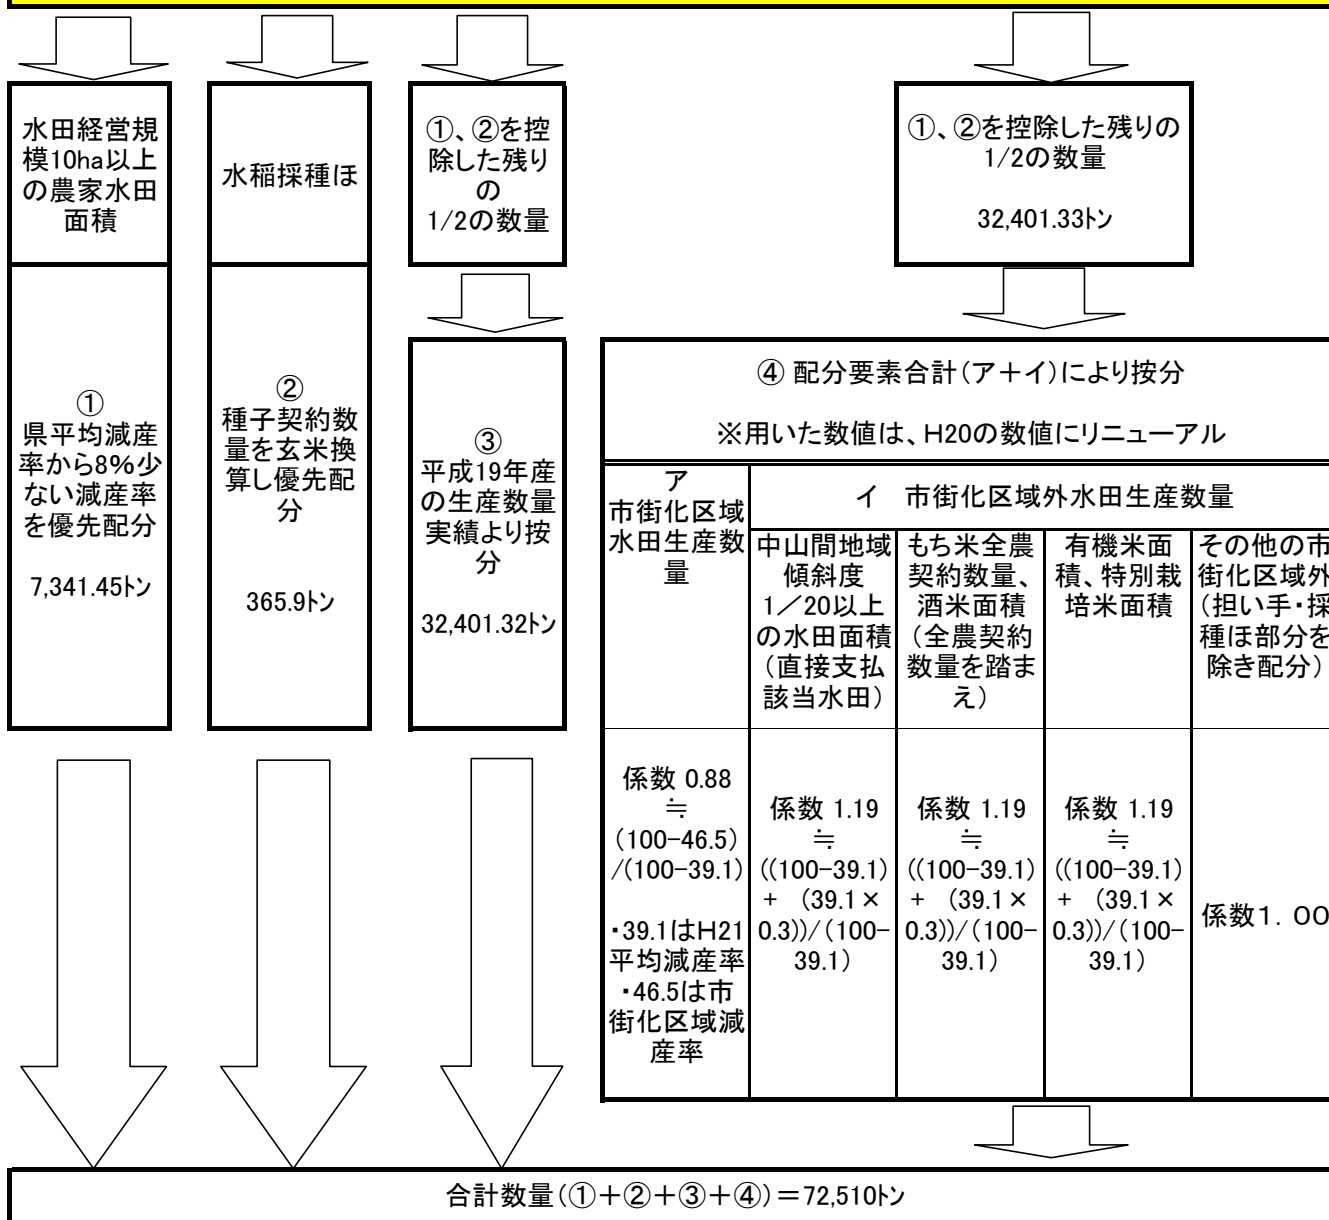 水田経営規
模10ha以上
の農家水田
面積
水稲採種ほ
①、②を控
除した残り
の
1/2の数量
①、②を控除した残りの
1/2の数量
32,401.33トン
①
県平均減産
率から8%少
ない減産率
を優先配分
7,341.45トン
②
種子契約数
量を玄米換
算し優先配
分
365.9トン
③
平成19年産
の生産数量
実績より按
分
32,401.32トン
④ 配分要素合計(ア+イ)により按分
※用いた数値は、H20の数値にリニューアル
ア
市街化区域
水田生産数
量
イ 市街化区域外水田生産数量
中山間地域
傾斜度
1/20以上
の水田面積
(直接支払
該当水田)
もち米全農
契約数量、
酒米面積
(全農契約
数量を踏ま
え)
有機米面
積、特別栽
培米面積
その他の市
街化区域外
(担い手・採
種ほ部分を
除き配分)
係数 0.88
≒
(100-46.5)
/(100-39.1)
・39.1はH21
平均減産率
・46.5は市
街化区域減
産率
係数 1.19
≒
((100-39.1)
+ (39.1×
0.3))/(100-
39.1)
係数 1.19
≒
((100-39.1)
+ (39.1×
0.3))/(100-
39.1)
係数 1.19
≒
((100-39.1)
+ (39.1×
0.3))/(100-
39.1)
係数1.00
合計数量(①+②+③+④)=72,510トン